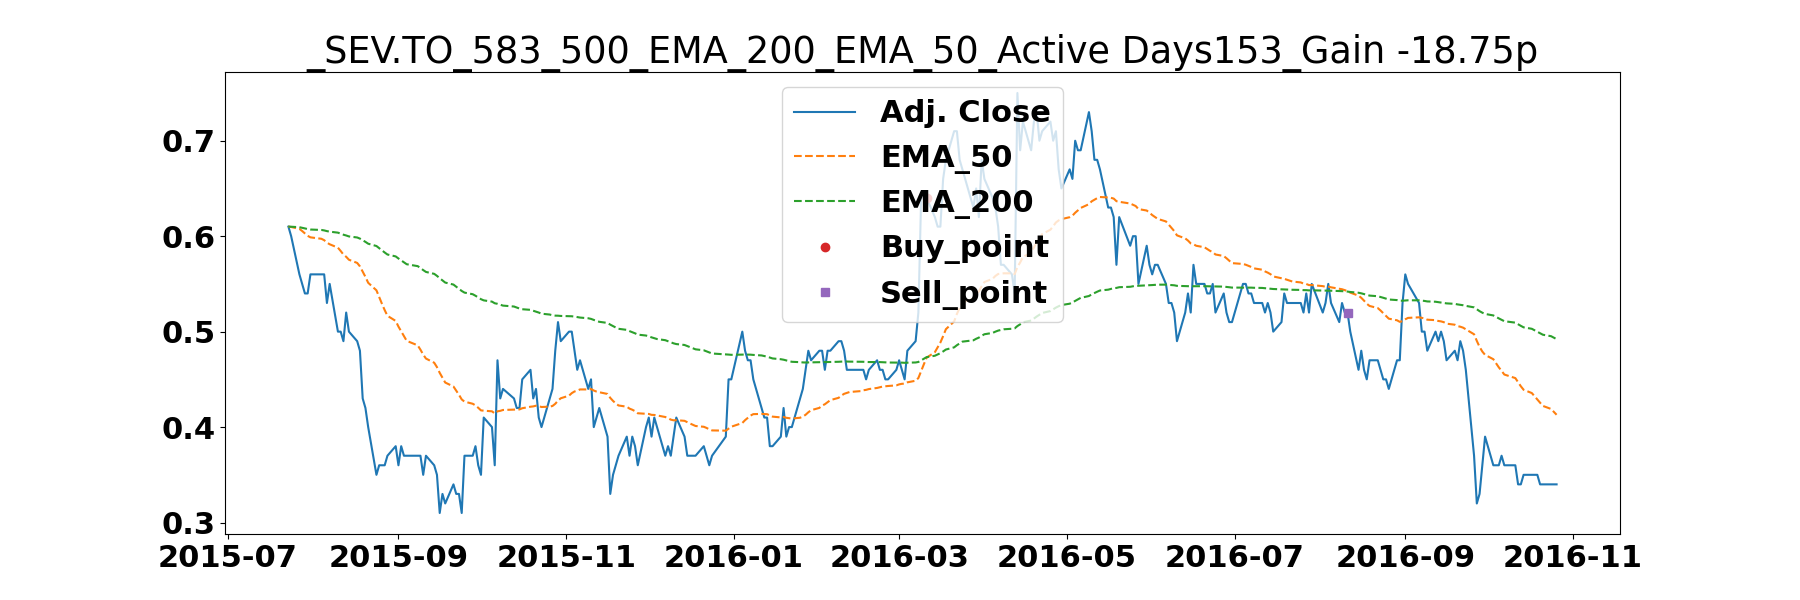 _SEV.TO_583_500_EMA_200_EMA_50_Active Days153_Gain -18.75p
Adj. Close
EMA_50
EMA_200
Buy_point
Sell_point
0.7
0.6
0.5
0.4
0.3
2015-07 2015-09 2015-11 2016-01 2016-03 2016-05 2016-07 2016-09 2016-11